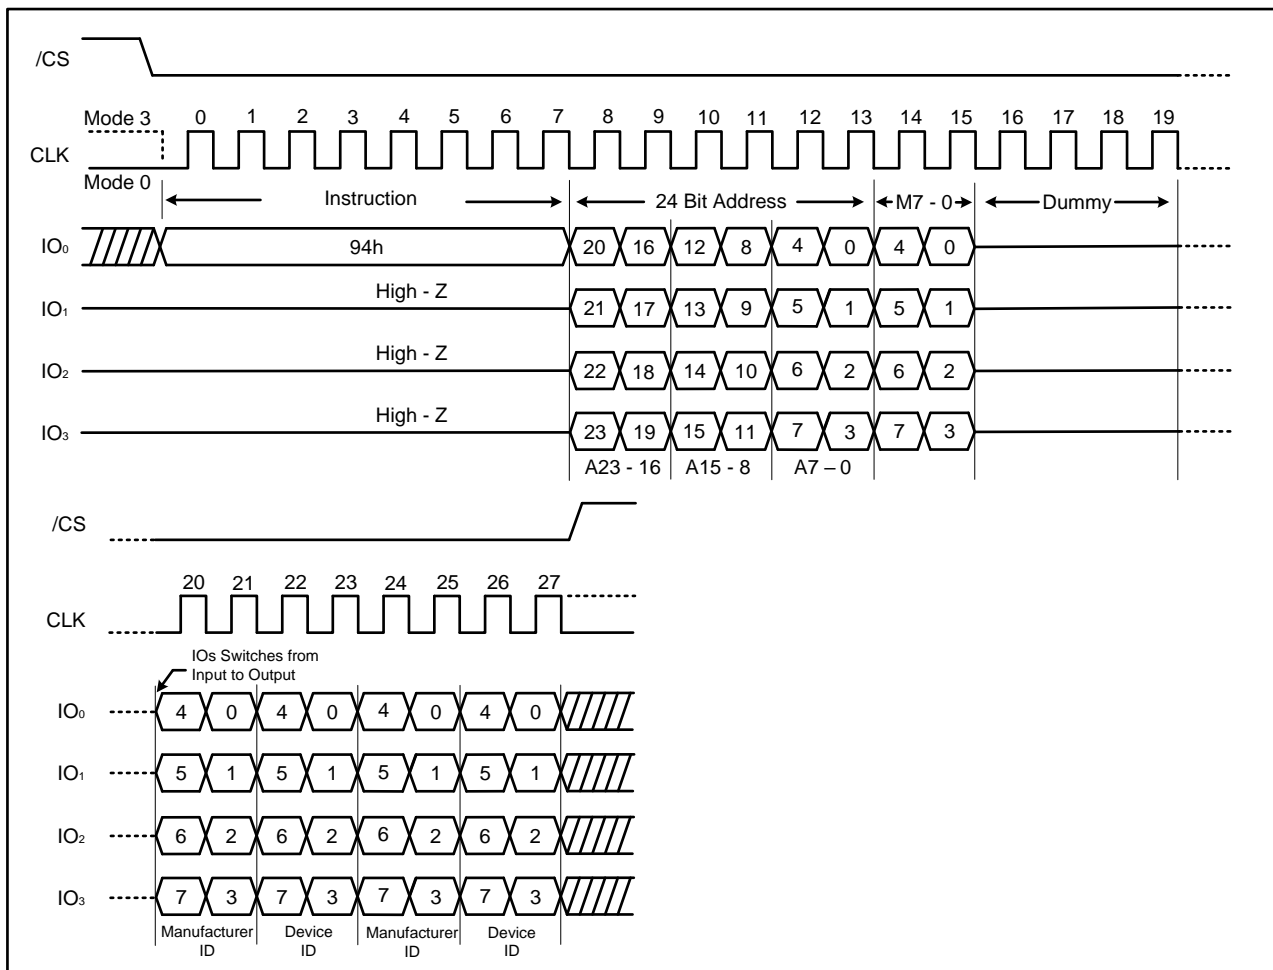 /CS
Mode 3 0 1 2 3 4 5 6 7 8 9 10 11 12 13 14 15 16 17 18 19
CLK
Mode 0
Instruction 24 Bit Address M7 - 0 Dummy
IO0 94h 20 16 12 8 4 0 4 0
High - Z
IO1 21 17 13 9 5 1 5 1
High - Z
IO2 22 18 14 10 6 2 6 2
High - Z
IO3 23 19 15 11 7 3 7 3
A23 - 16 A15 - 8 A7 – 0
/CS
20 21 22 23 24 25 26 27
CLK
IOs Switches from
Input to Output
IO0 4 0 4 0 4 0 4 0
IO1 5 1 5 1 5 1 5 1
IO2 6 2 6 2 6 2 6 2
IO3 7 3 7 3 7 3 7 3
Manufacturer Device Manufacturer Device
ID ID ID ID